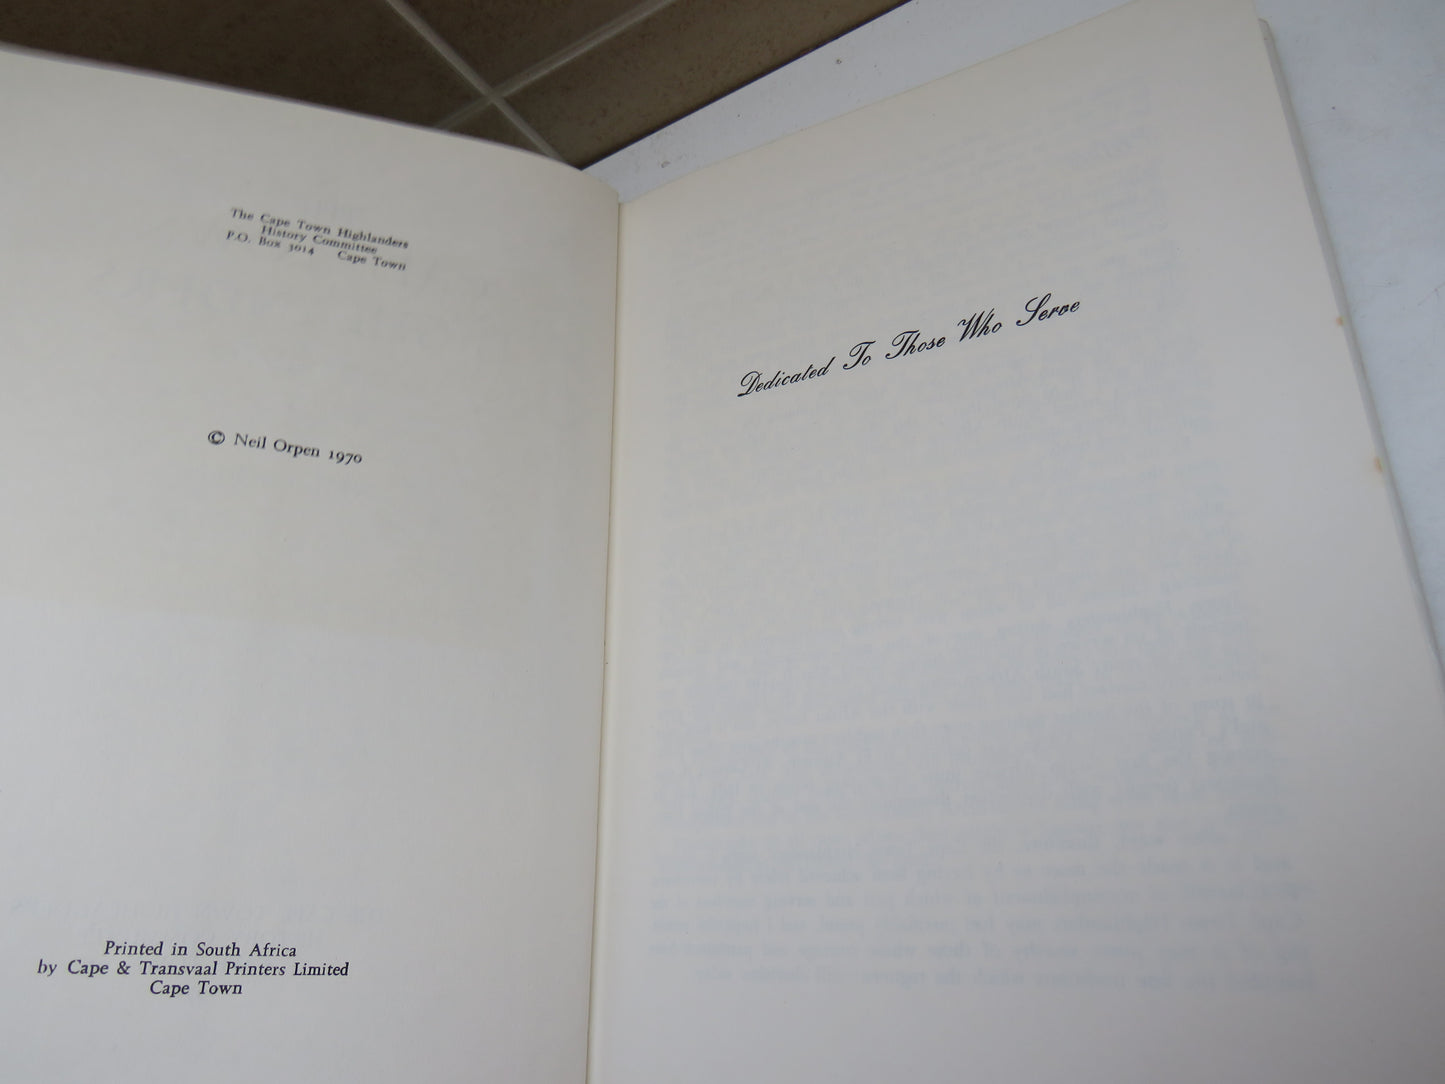 The Cape Town Highlanders
History Committee
P.O. Box 3014 Cape Town
© Neil Orpen 1970
Printed in South Africa
by Cape & Transvaal Printers Limited
Cape Town
Dedicated To Those Who Serve